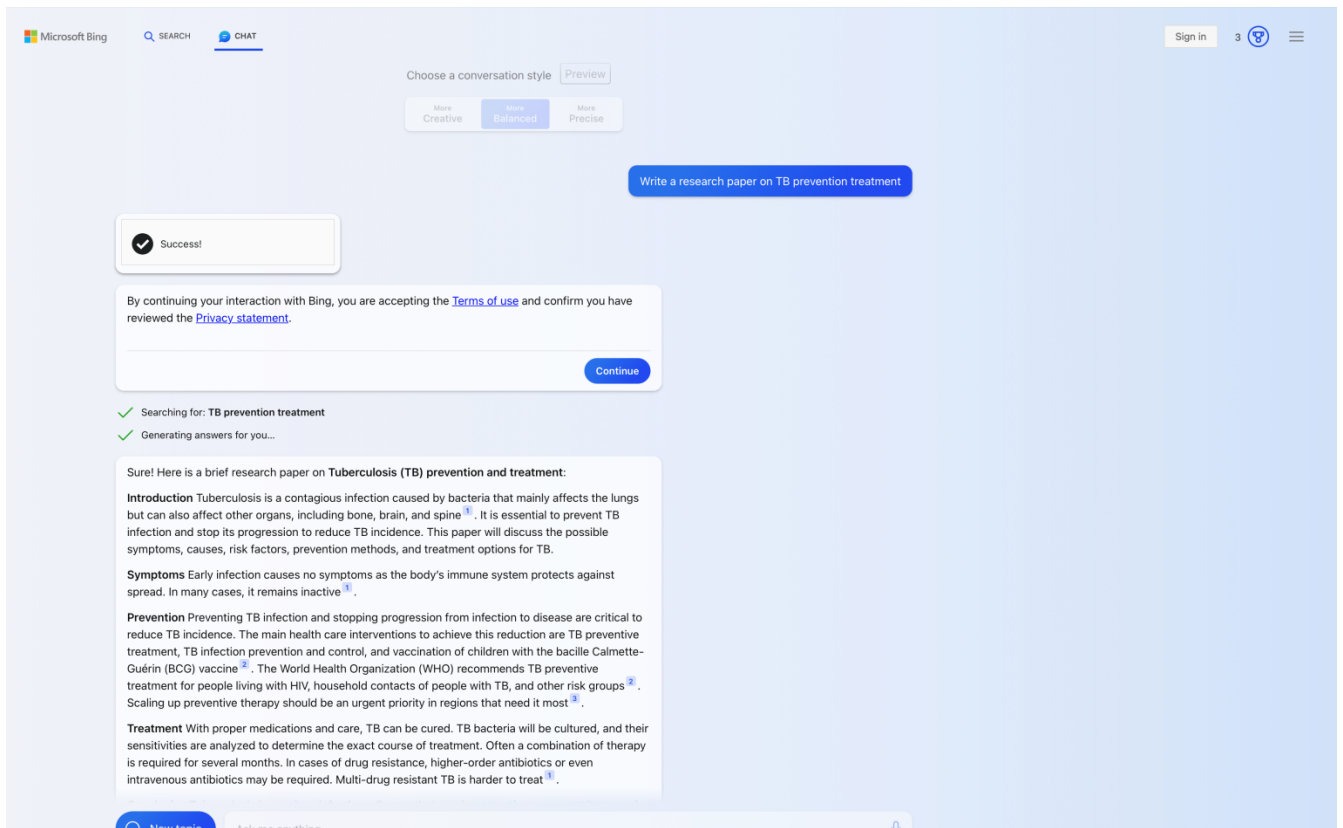 Microsoft Bing
SEARCH
CHAT
Sign in
3
Choose a conversation style Preview
More Creative
More Balanced
More Precise
Write a research paper on TB prevention treatment
Success!
By continuing your interaction with Bing, you are accepting the Terms of use and confirm you have
reviewed the Privacy statement.
Continue
Searching for: TB prevention treatment
Generating answers for you...
Sure! Here is a brief research paper on Tuberculosis (TB) prevention and treatment:
Introduction Tuberculosis is a contagious infection caused by bacteria that mainly affects the lungs
but can also affect other organs, including bone, brain, and spine 1 . It is essential to prevent TB
infection and stop its progression to reduce TB incidence. This paper will discuss the possible
symptoms, causes, risk factors, prevention methods, and treatment options for TB.
Symptoms Early infection causes no symptoms as the body's immune system protects against
spread. In many cases, it remains inactive 1 .
Prevention Preventing TB infection and stopping progression from infection to disease are critical to
reduce TB incidence. The main health care interventions to achieve this reduction are TB preventive
treatment, TB infection prevention and control, and vaccination of children with the bacille Calmette-
Guérin (BCG) vaccine 2 . The World Health Organization (WHO) recommends TB preventive
treatment for people living with HIV, household contacts of people with TB, and other risk groups 2 .
Scaling up preventive therapy should be an urgent priority in regions that need it most 3 .
Treatment With proper medications and care, TB can be cured. TB bacteria will be cultured, and their
sensitivities are analyzed to determine the exact course of treatment. Often a combination of therapy
is required for several months. In cases of drug resistance, higher-order antibiotics or even
intravenous antibiotics may be required. Multi-drug resistant TB is harder to treat 1 .
New topic
Ask me anything